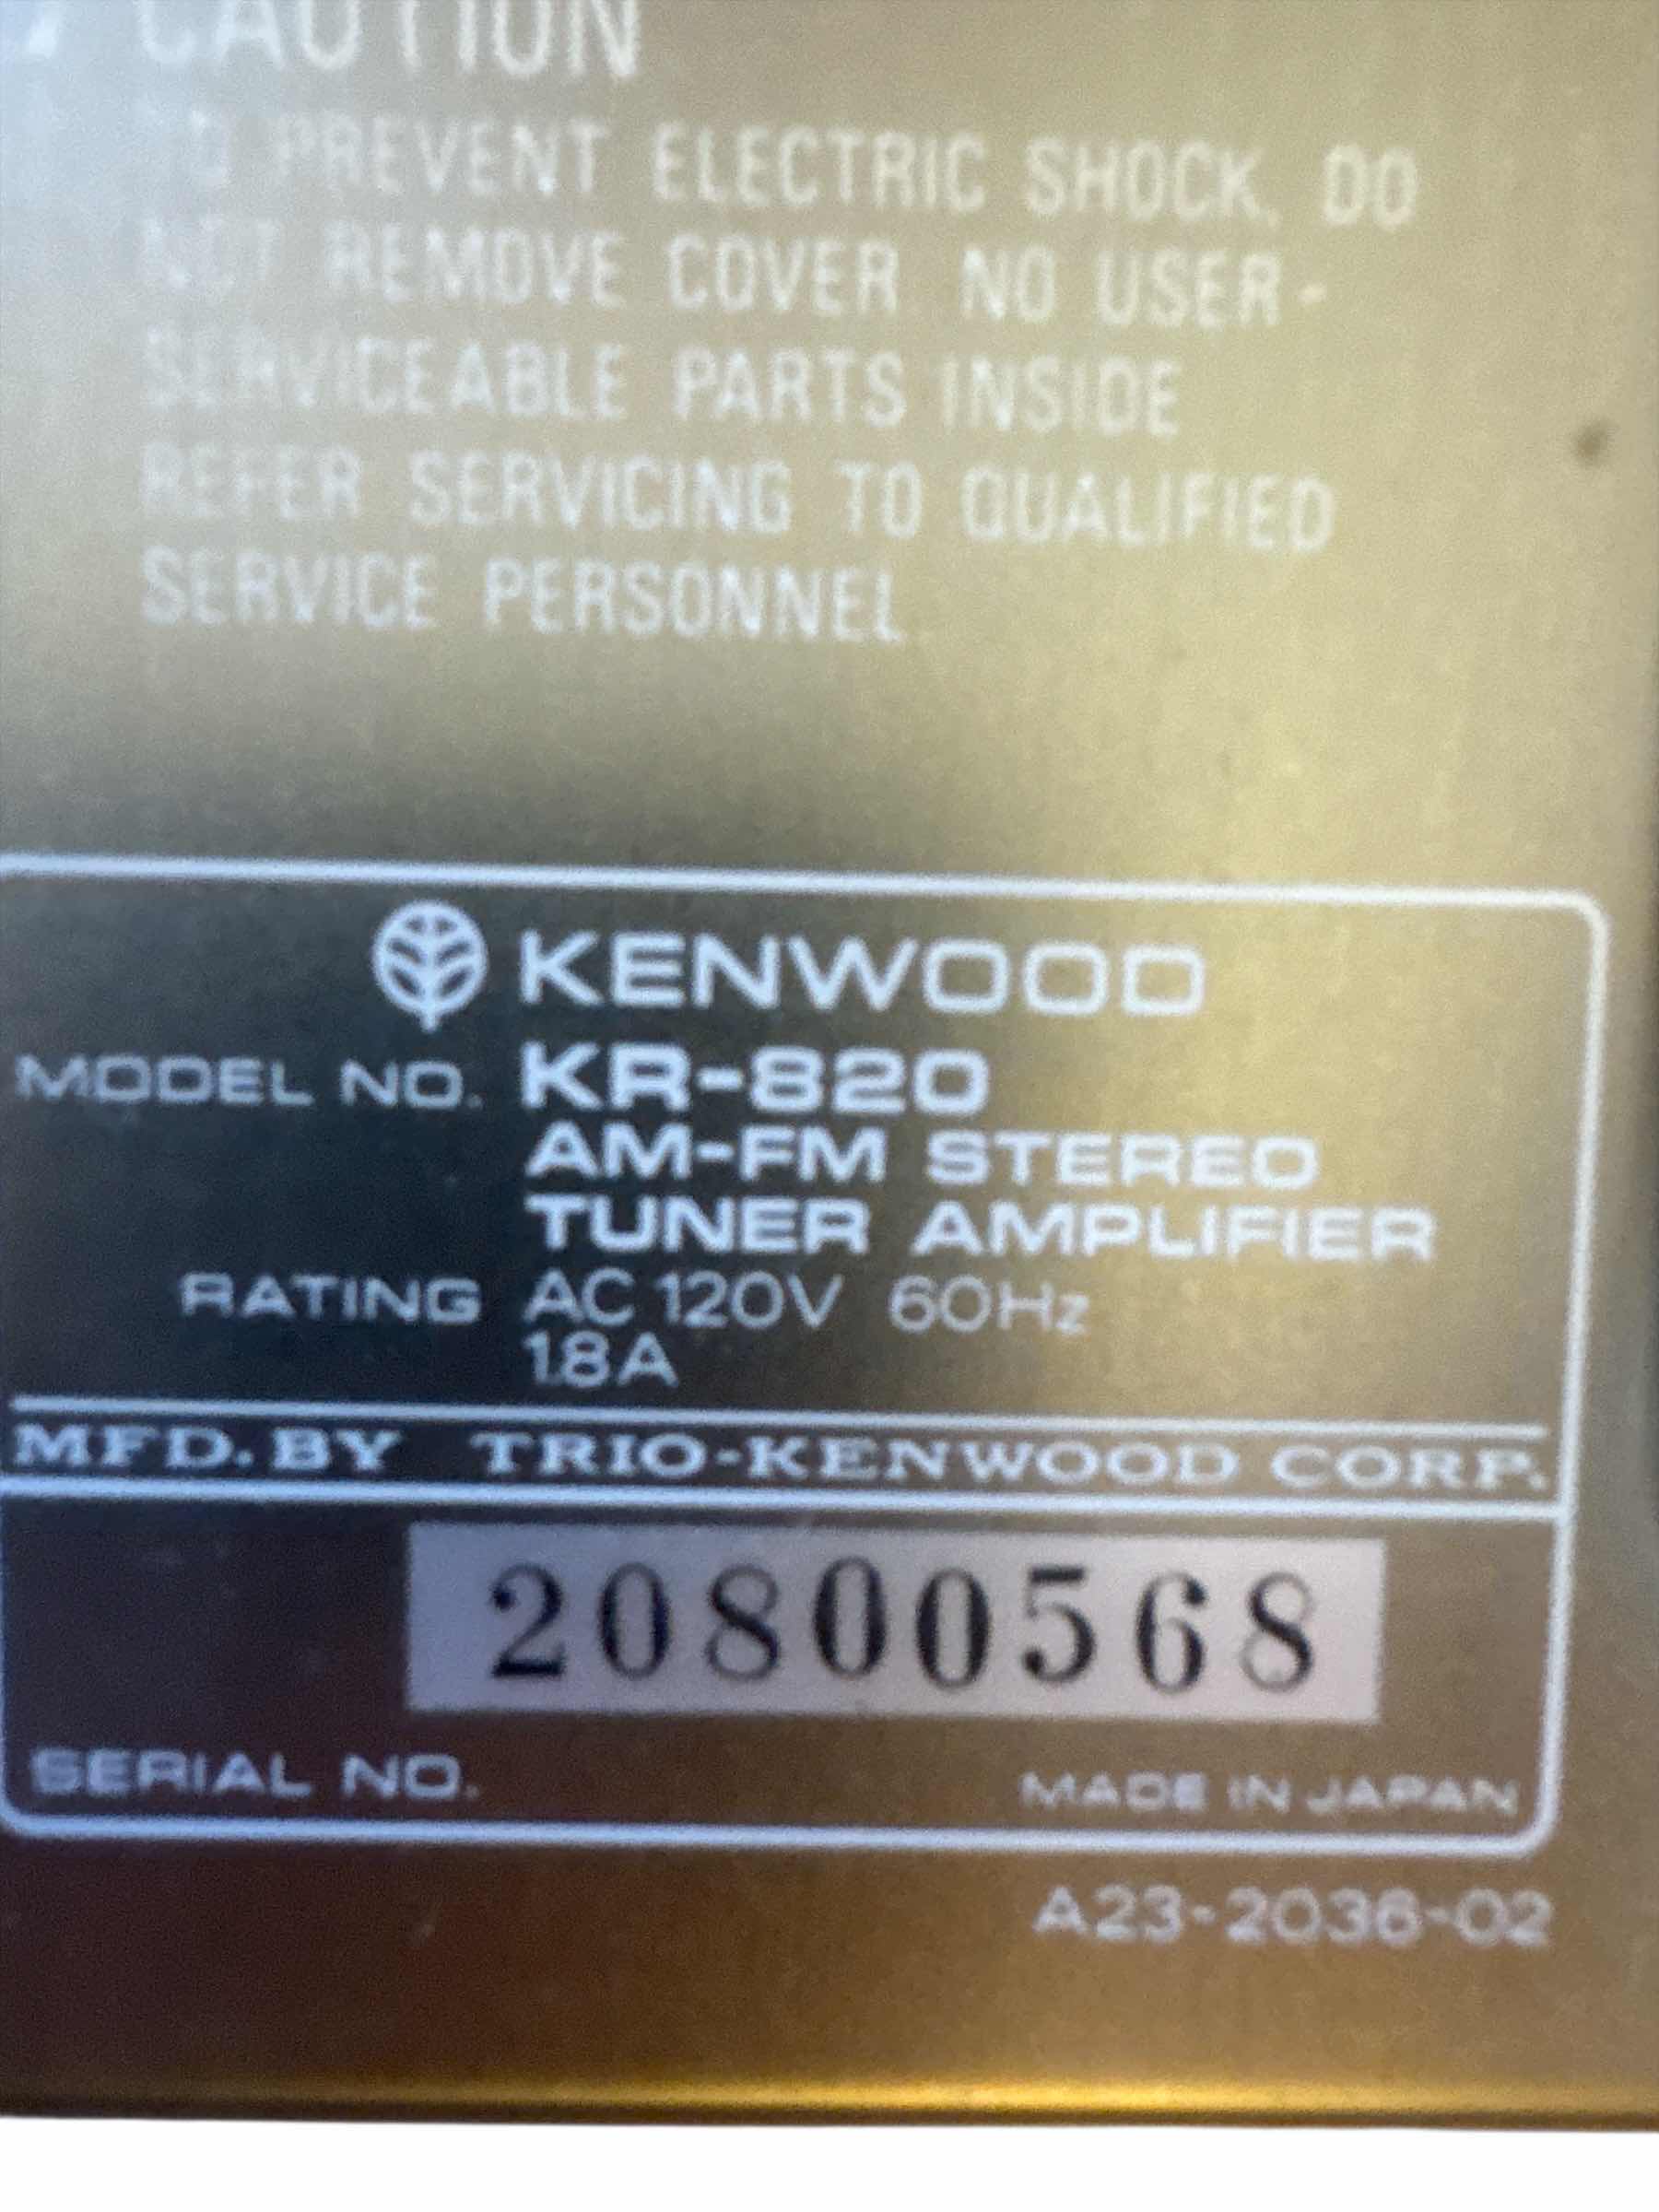 CAUTION
TO PREVENT ELECTRIC SHOCK, DO
NOT REMOVE COVER. NO USER-
SERVICEABLE PARTS INSIDE
REFER SERVICING TO QUALIFIED
SERVICE PERSONNEL.
KENWOOD
MODEL NO. KR-820
AM-FM STEREO
TUNER AMPLIFIER
RATING AC 120V 60Hz
1.8A
MFD. BY TRIO-KENWOOD CORP.
20800568
SERIAL NO. MADE IN JAPAN
A23-2036-02